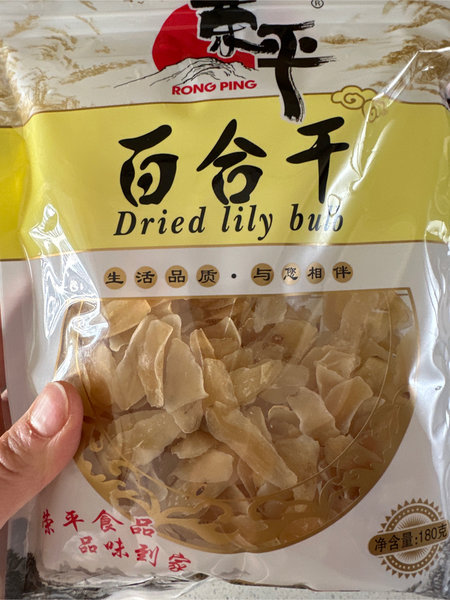 ®
荣平
RONG PING
百合干
Dried lily bulb
生活品质·与您相伴
荣平食品
品味到家
净含量:180克